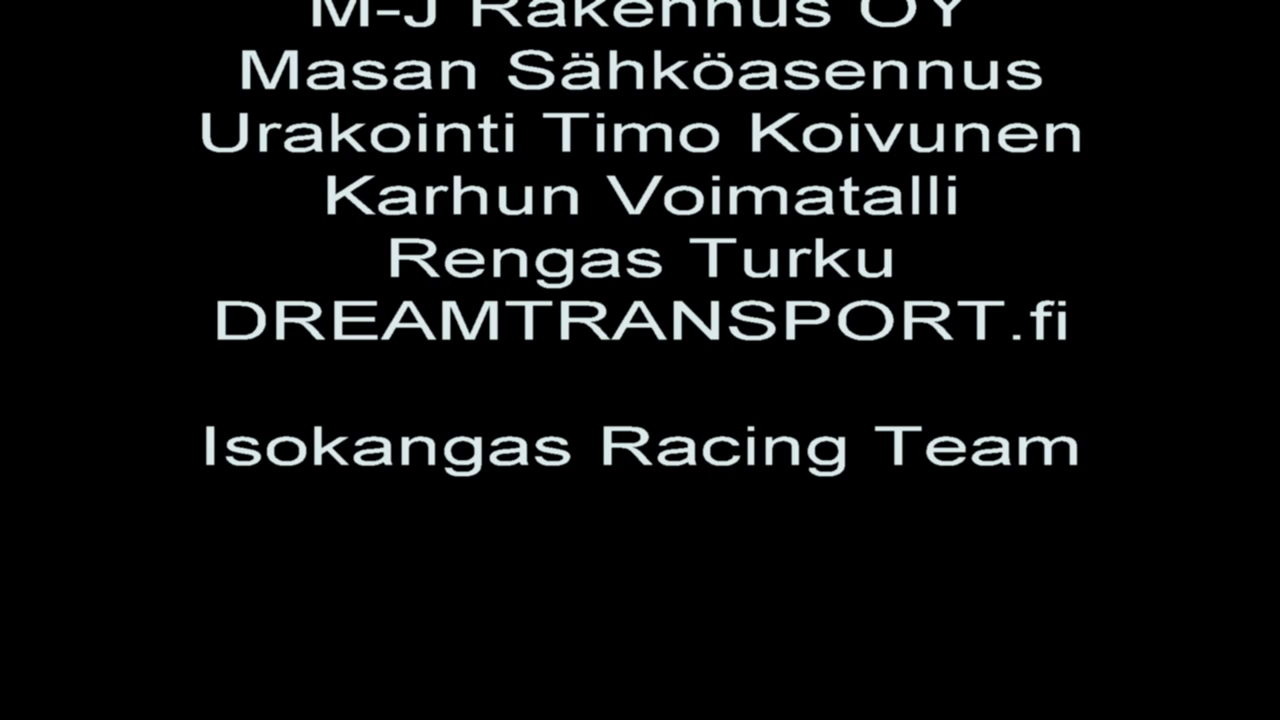 M-J Rakennus OY
Masan Sähköasennus
Urakointi Timo Koivunen
Karhun Voimatalli
Rengas Turku
DREAMTRANSPORT.fi
Isokangas Racing Team